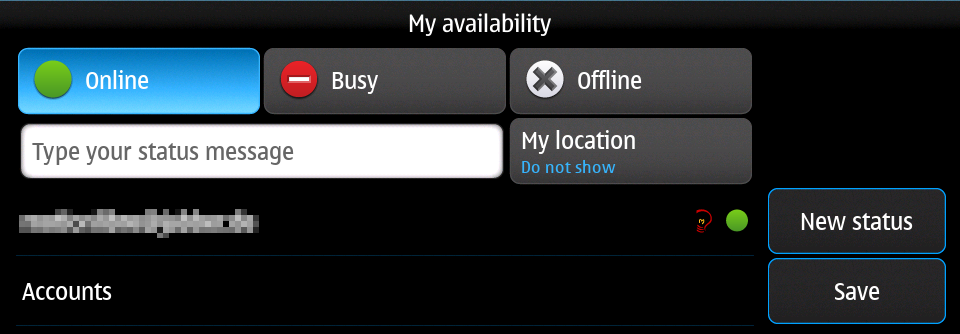 My availability
Online
Busy
Offline
Type your status message
My location
Do not show
New status
Accounts
Save